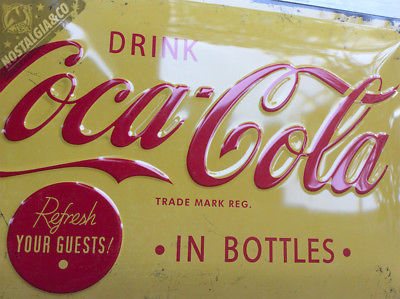 NOSTALGIA&CO
DRINK
Coca-Cola
TRADE MARK REG.
Refresh
YOUR GUESTS!
• IN BOTTLES •